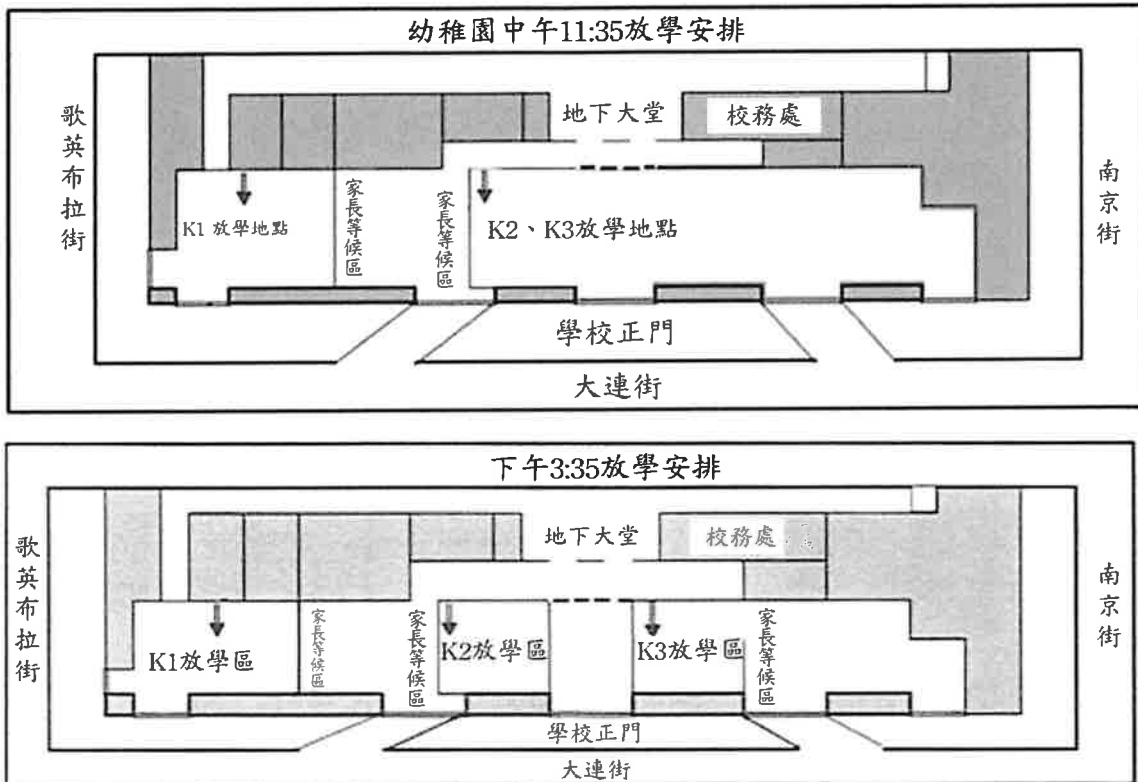 幼稚園中午11:35放學安排
歌英布拉街
地下大堂
校務處
南京街
K1 放學地點
家長等候區
家長等候區
K2、K3放學地點
學校正門
大連街
下午3:35放學安排
歌英布拉街
地下大堂
校務處
南京街
K1放學區
家長等候區
家長等候區
K2放學區
K3放學區
家長等候區
學校正門
大連街